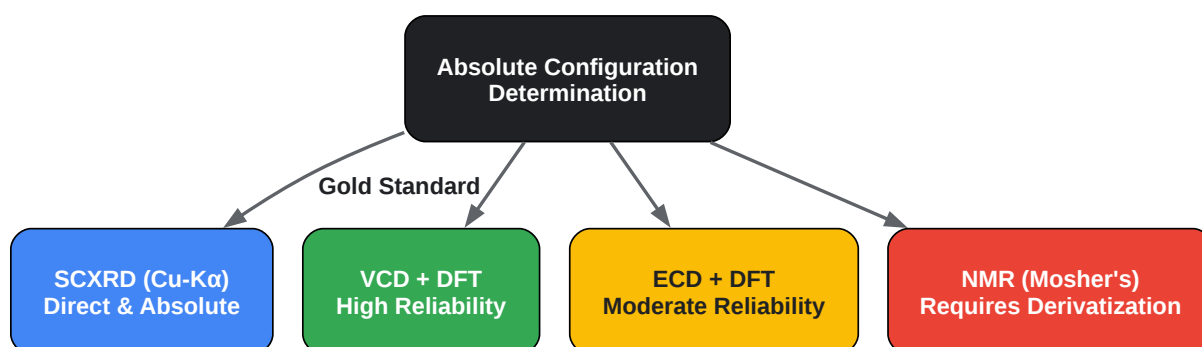 Absolute Configuration
Determination
Gold Standard
SCXRD (Cu-Kα)
Direct & Absolute
VCD + DFT
High Reliability
ECD + DFT
Moderate Reliability
NMR (Mosher's)
Requires Derivatization